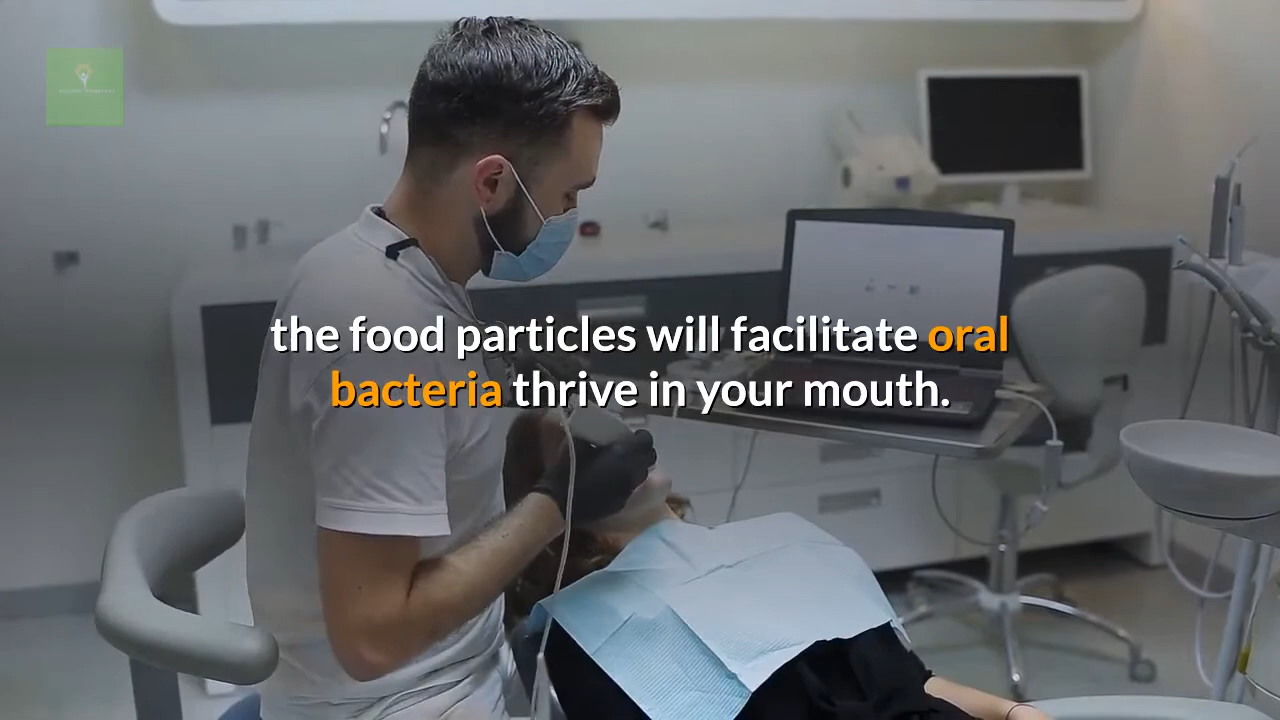 the food particles will facilitate oral
bacteria thrive in your mouth.